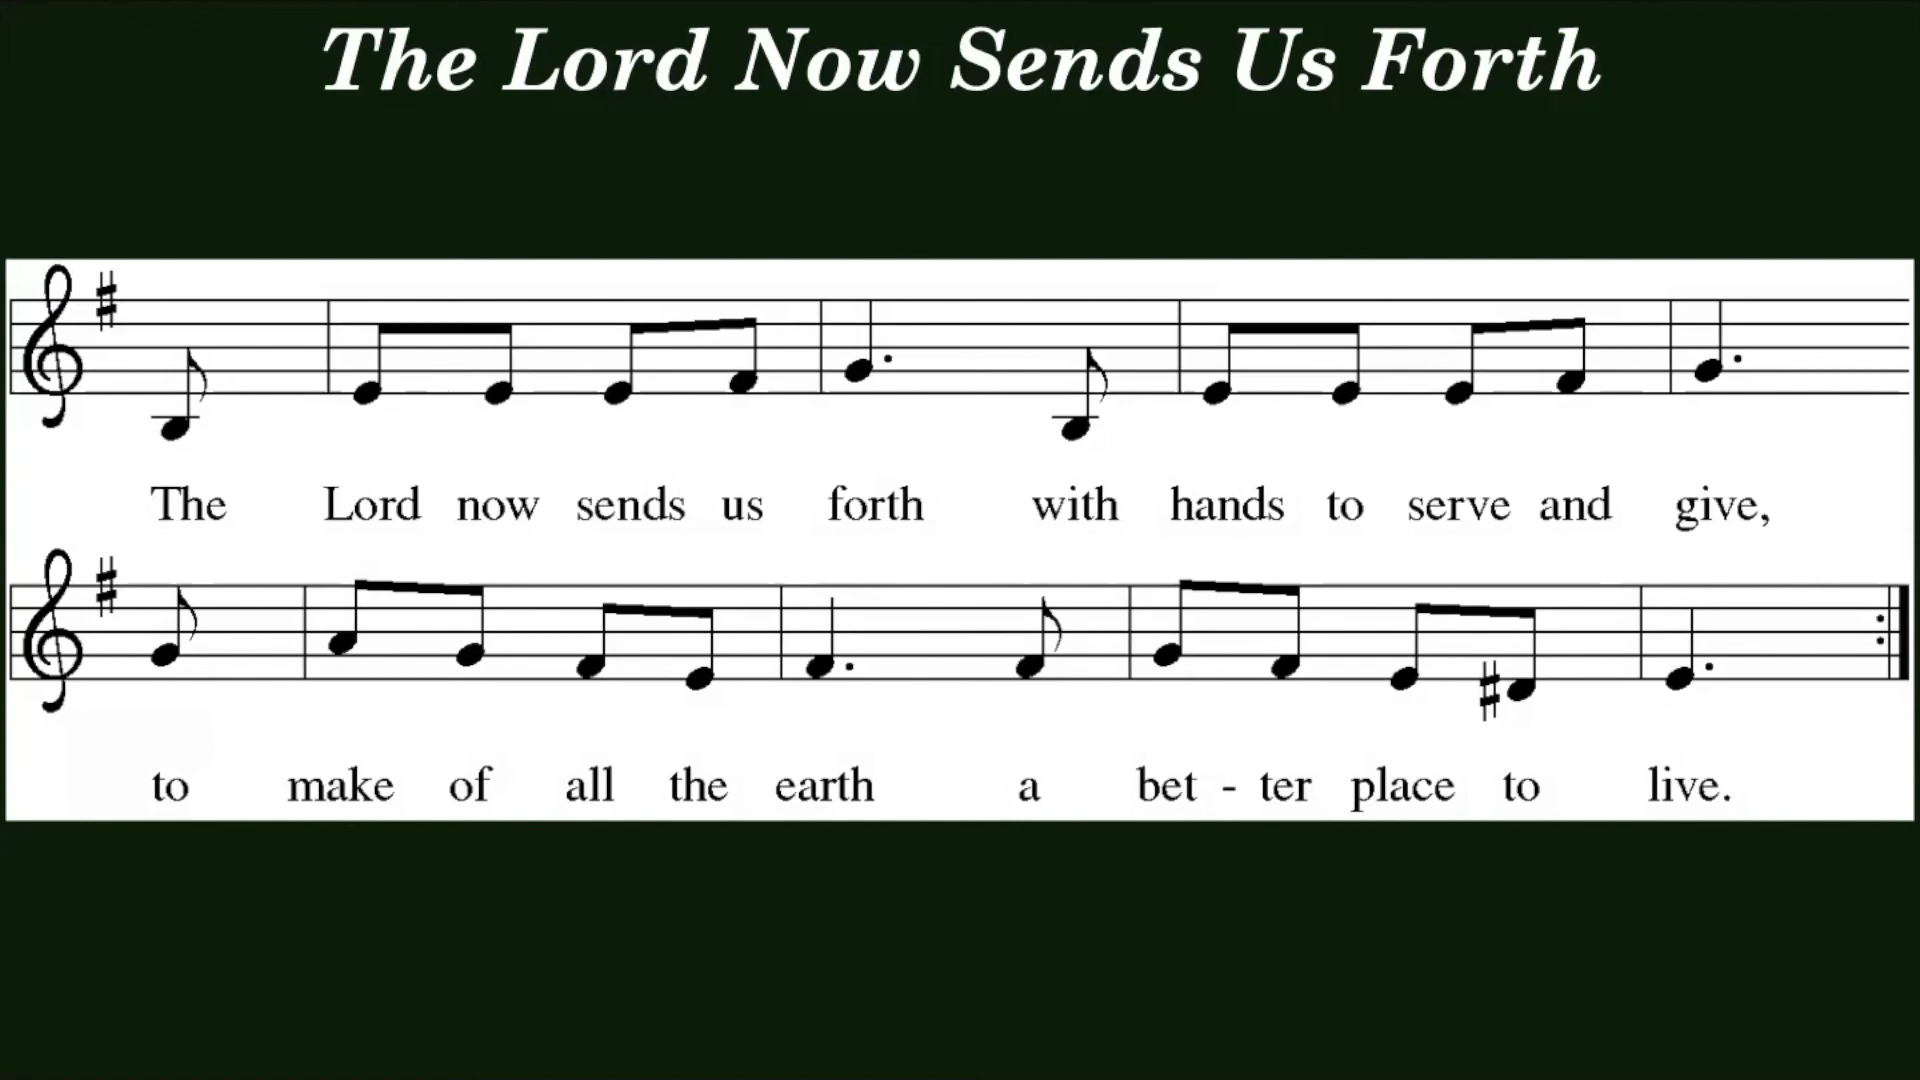 The Lord Now Sends Us Forth
The Lord now sends us forth with hands to serve and give,
to make of all the earth a bet - ter place to live.